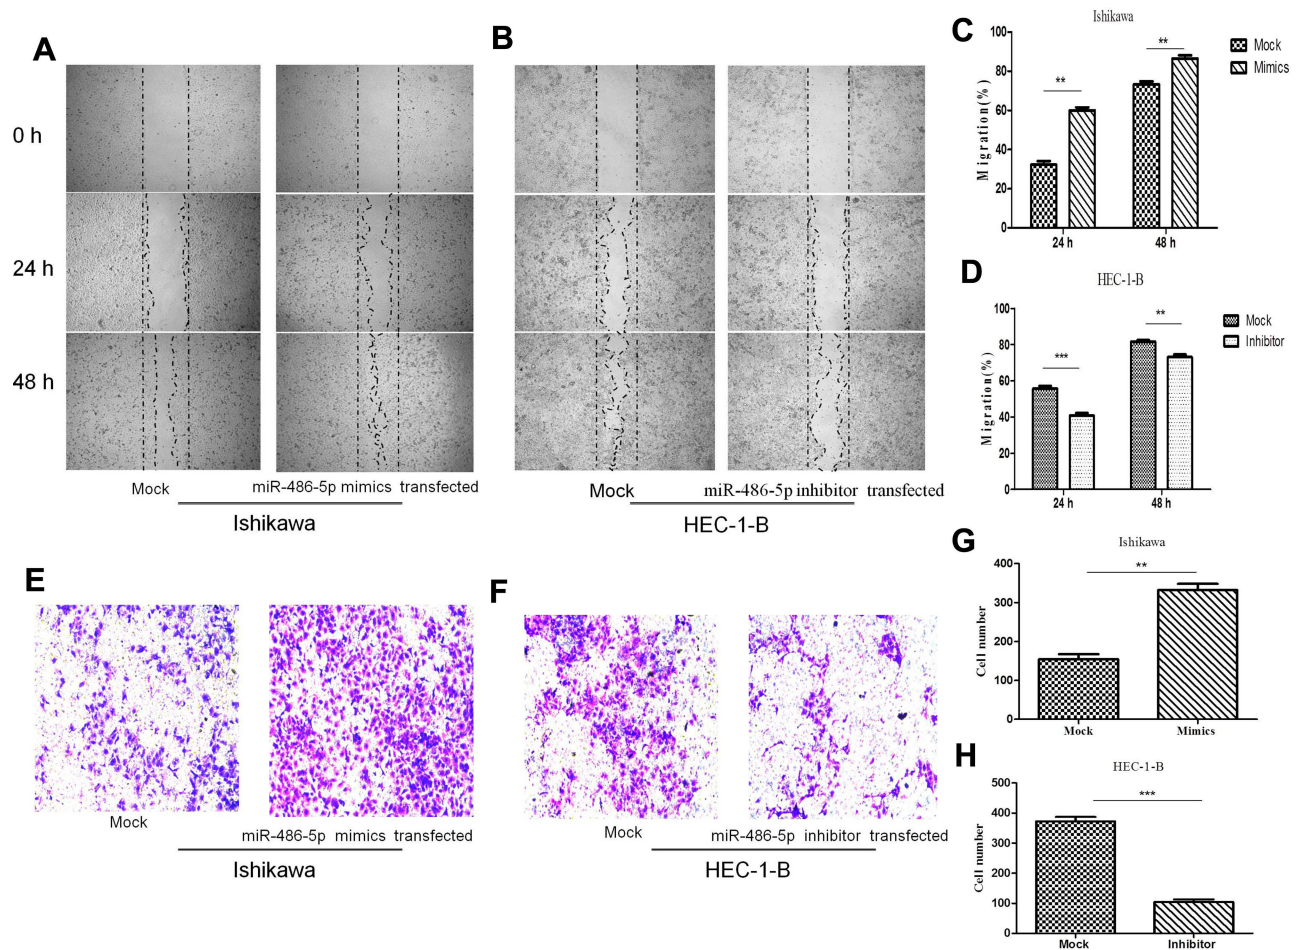 A
B
0 h
24 h
48 h
Mock
miR-486-5p mimics transfected
Ishikawa
Mock
miR-486-5p inhibitor transfected
HEC-1-B
C
Ishikawa
Migration(%)
100
80
60
40
20
0
**
**
24 h
48 h
Mock
Mimics
D
HEC-1-B
Migration(%)
100
80
60
40
20
0
***
**
24 h
48 h
Mock
Inhibitor
E
Mock
miR-486-5p mimics transfected
Ishikawa
F
Mock
miR-486-5p inhibitor transfected
HEC-1-B
G
Ishikawa
Cell number
400
300
200
100
0
**
Mock
Mimics
H
HEC-1-B
Cell number
500
400
300
200
100
0
***
Mock
Inhibitor